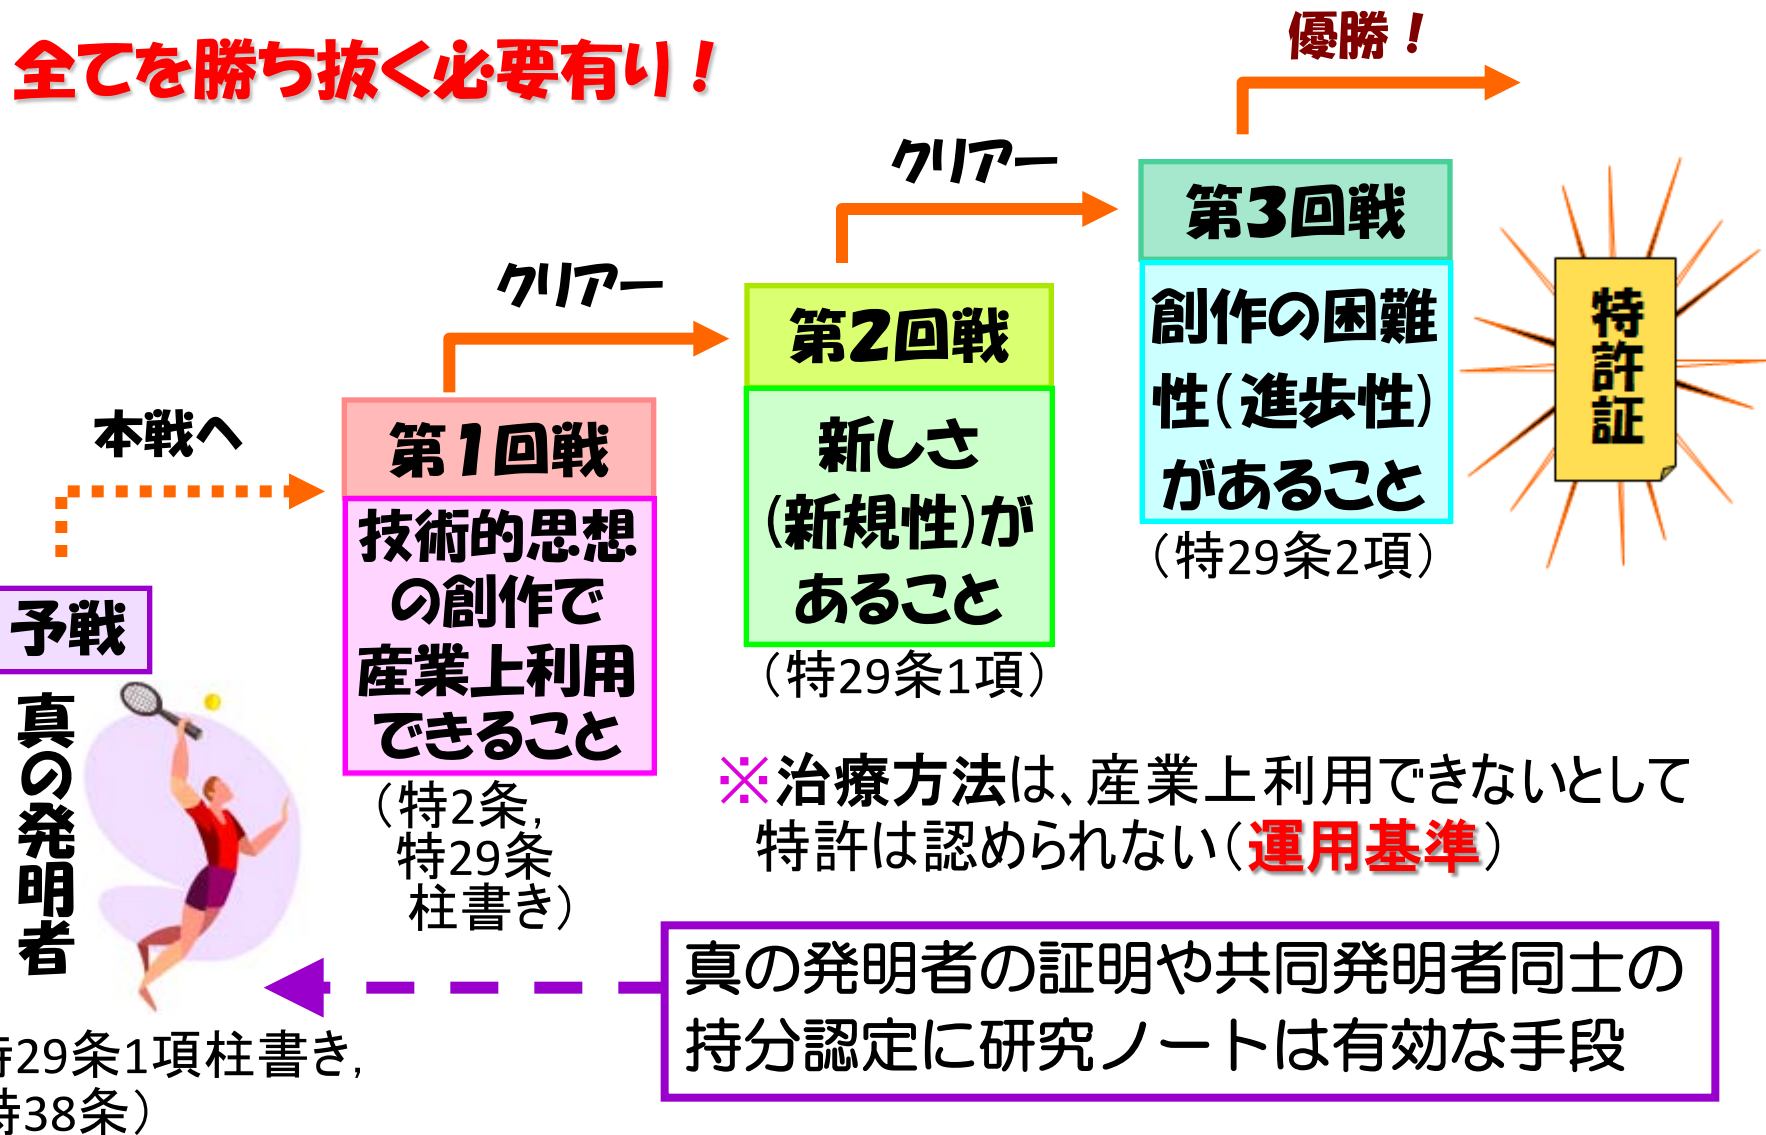 全てを勝ち抜く必要有り！
優勝！
クリアー
第3回戦
創作の困難
性(進歩性)
があること
（特29条2項）
特許証
クリアー
第2回戦
新しさ
(新規性)が
あること
（特29条1項）
本戦へ
第1回戦
技術的思想
の創作で
産業上利用
できること
（特2条,
特29条
柱書き）
予戦
真の発明者
特29条1項柱書き,
特38条）
※治療方法は、産業上利用できないとして
特許は認められない（運用基準）
真の発明者の証明や共同発明者同士の
持分認定に研究ノートは有効な手段